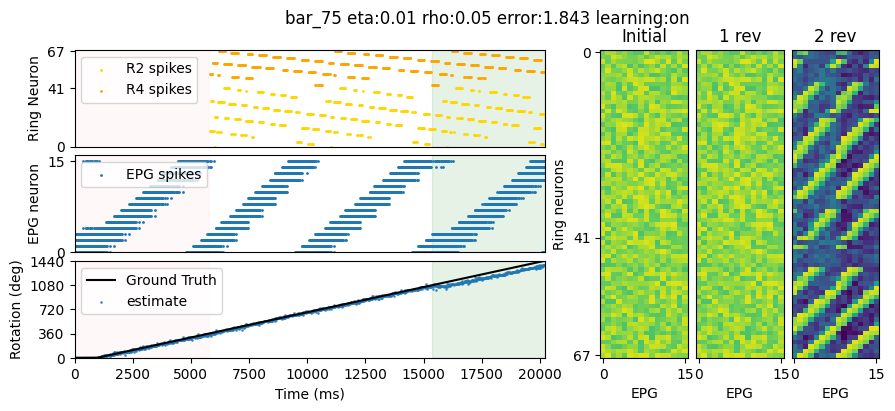 bar_75 eta:0.01 rho:0.05 error:1.843 learning:on
Initial 1 rev 2 rev
67
41
0
Ring Neuron
R2 spikes
R4 spikes
15
0
EPG neuron
EPG spikes
1440
1080
720
360
0
Rotation (deg)
Ground Truth
estimate
0 2500 5000 7500 10000 12500 15000 17500 20000
Time (ms)
0
41
67
Ring neurons
0 15 0 15 0 15
EPG EPG EPG